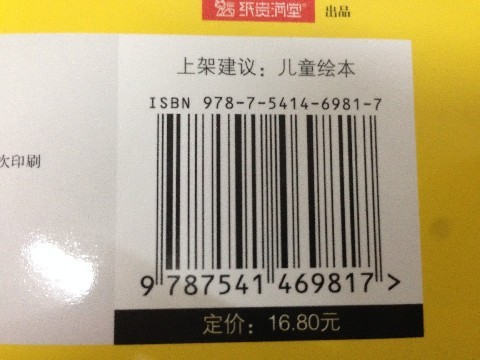 纸贵满堂 出品
上架建议：儿童绘本
ISBN 978-7-5414-6981-7
次印刷
9 787541 469817 >
定价：16.80元